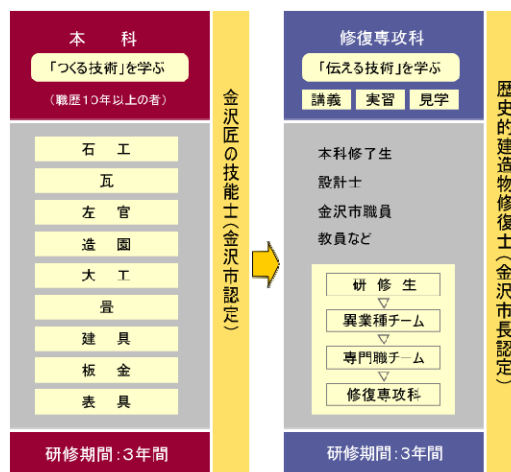 本 科
「つくる技術」を学ぶ
(職歴10年以上の者)
石 工
瓦
左 官
造 園
大 工
畳
建 具
板 金
表 具
研修期間:3年間
金沢匠の技能士(金沢市認定)
修復専攻科
「伝える技術」を学ぶ
講義 実習 見学
本科修了生
設計士
金沢市職員
教員など
研 修 生
▽
異業種チーム
▽
専門職チーム
▽
修復専攻科
研修期間:3年間
歴史的建造物修復士(金沢市長認定)